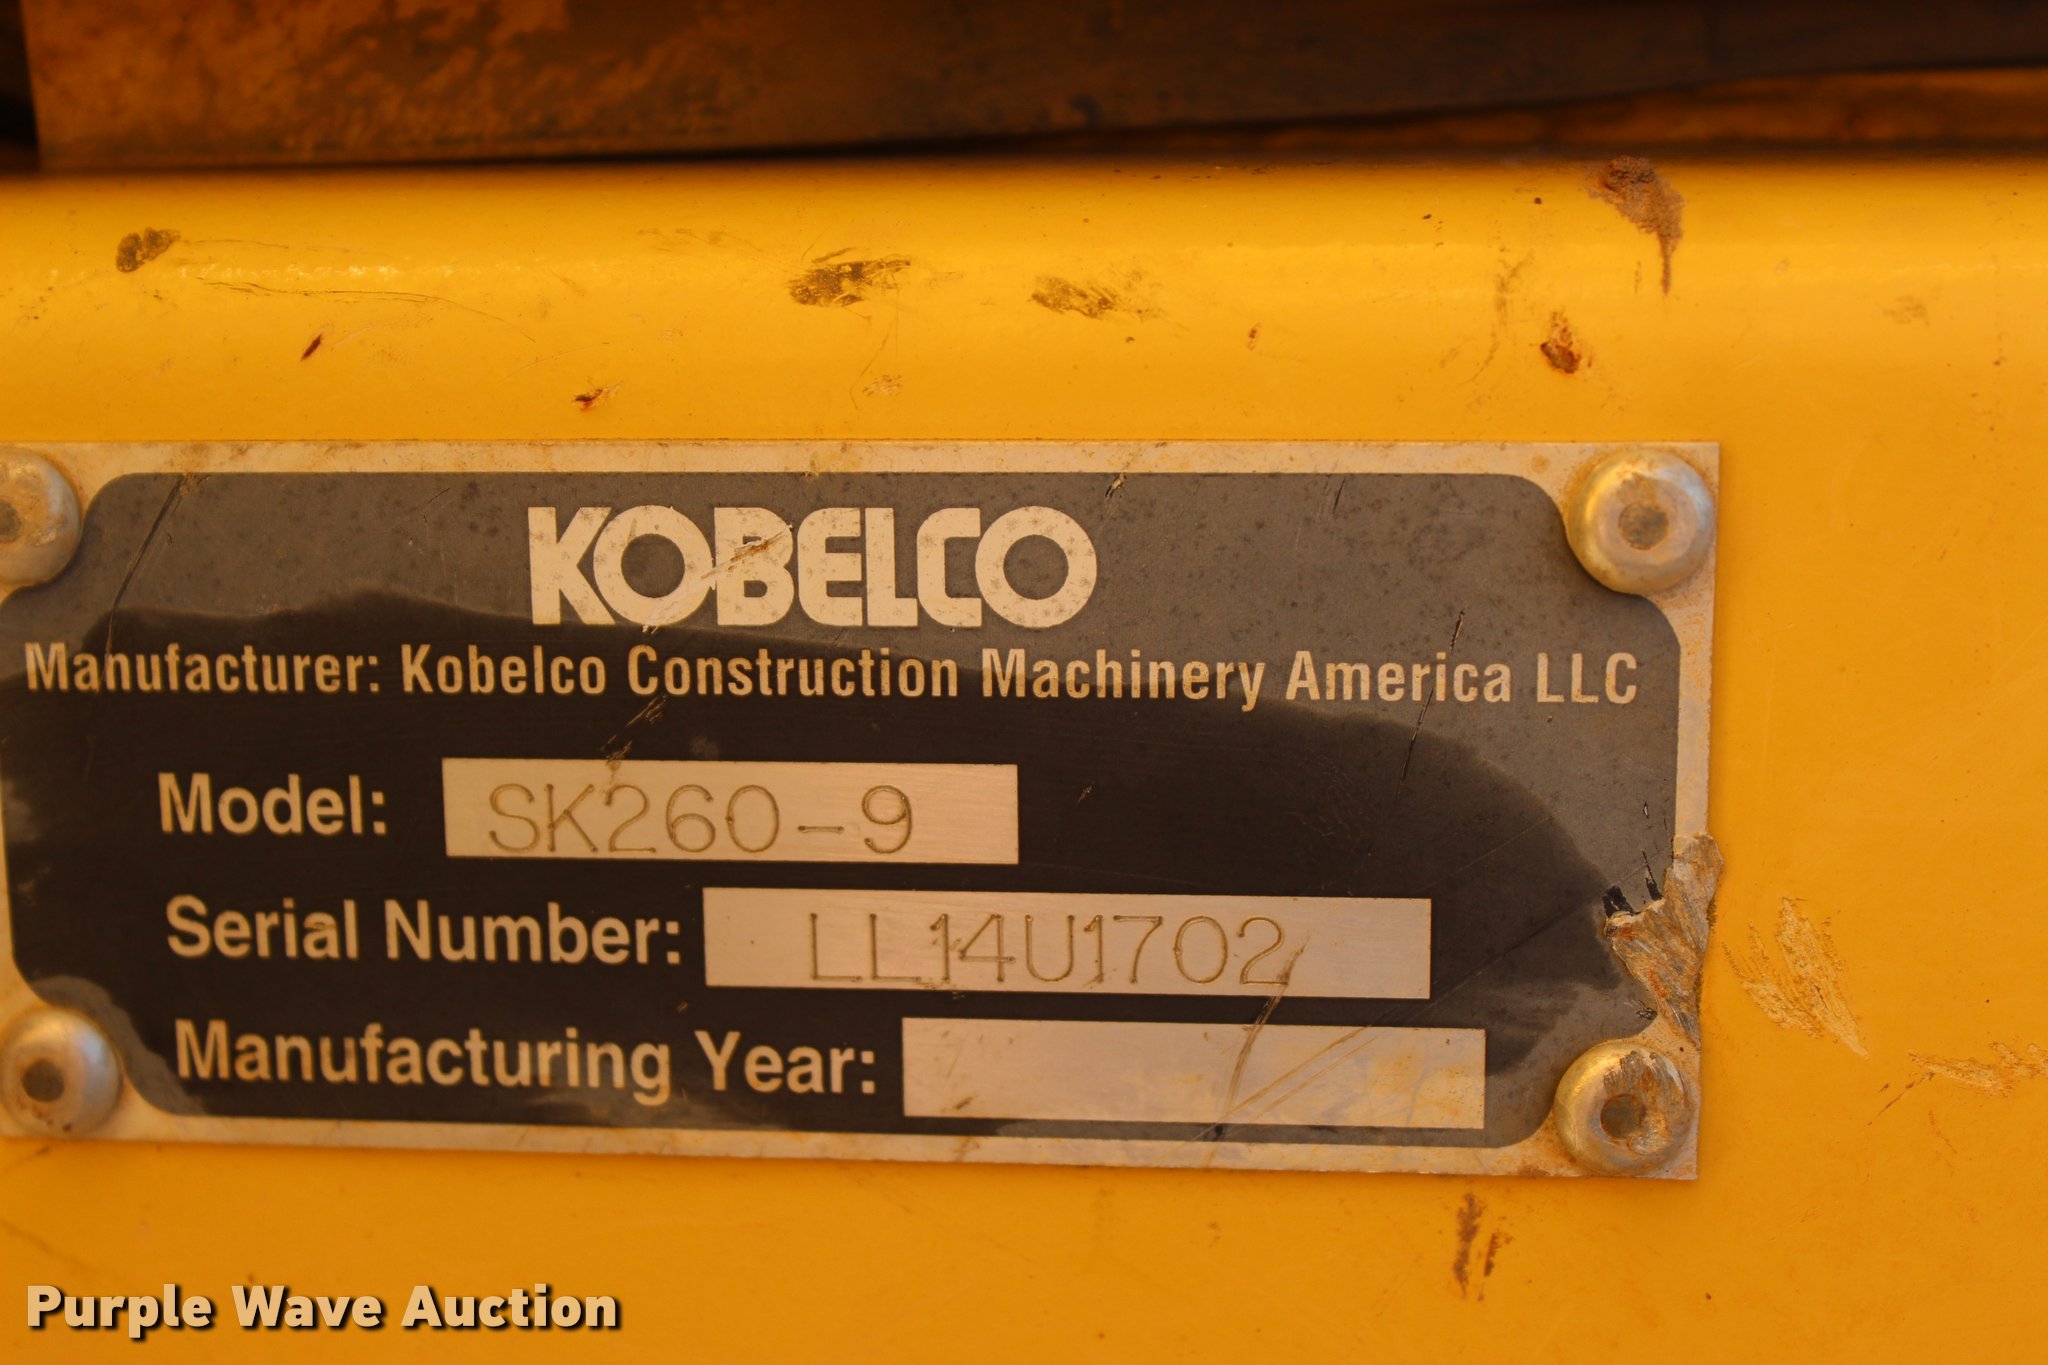 KOBELCO
Manufacturer: Kobelco Construction Machinery America LLC
Model: SK260-9
Serial Number: LL14U1702
Manufacturing Year:
Purple Wave Auction